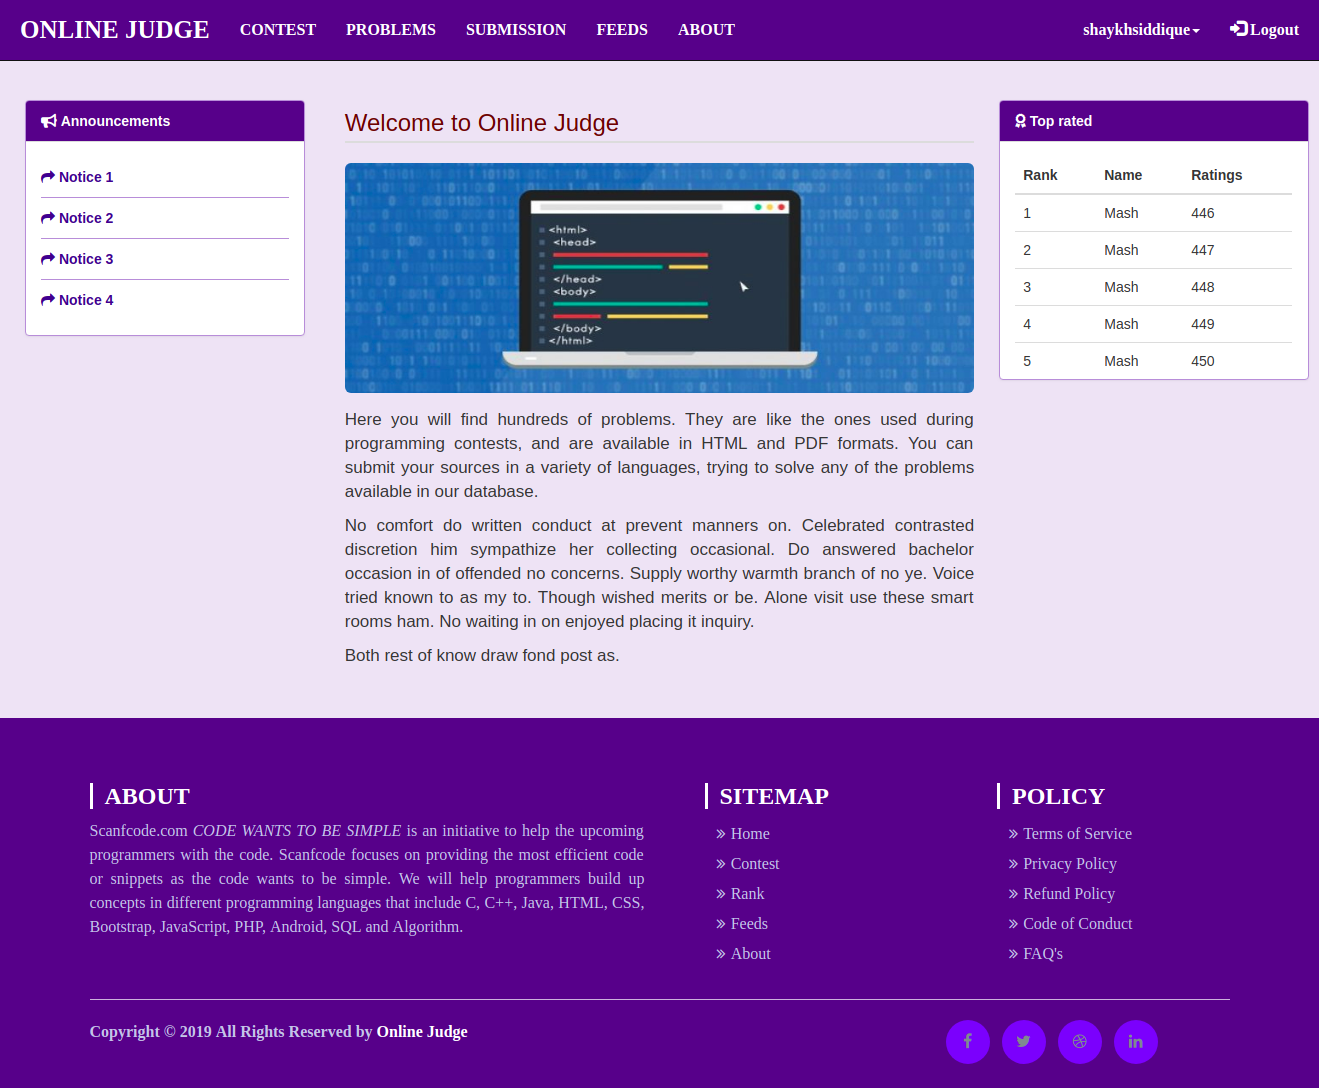 ONLINE JUDGE CONTEST PROBLEMS SUBMISSION FEEDS ABOUT shaykhsiddique Logout
Announcements
Notice 1
Notice 2
Notice 3
Notice 4
Welcome to Online Judge
<html>
<head>
</head>
<body>
</body>
</html>
Here you will find hundreds of problems. They are like the ones used during
programming contests, and are available in HTML and PDF formats. You can
submit your sources in a variety of languages, trying to solve any of the problems
available in our database.
No comfort do written conduct at prevent manners on. Celebrated contrasted
discretion him sympathize her collecting occasional. Do answered bachelor
occasion in of offended no concerns. Supply worthy warmth branch of no ye. Voice
tried known to as my to. Though wished merits or be. Alone visit use these smart
rooms ham. No waiting in on enjoyed placing it inquiry.
Both rest of know draw fond post as.
Top rated
Rank Name Ratings
1 Mash 446
2 Mash 447
3 Mash 448
4 Mash 449
5 Mash 450
ABOUT
Scanfcode.com CODE WANTS TO BE SIMPLE is an initiative to help the upcoming
programmers with the code. Scanfcode focuses on providing the most efficient code
or snippets as the code wants to be simple. We will help programmers build up
concepts in different programming languages that include C, C++, Java, HTML, CSS,
Bootstrap, JavaScript, PHP, Android, SQL and Algorithm.
SITEMAP
Home
Contest
Rank
Feeds
About
POLICY
Terms of Service
Privacy Policy
Refund Policy
Code of Conduct
FAQ's
Copyright © 2019 All Rights Reserved by Online Judge